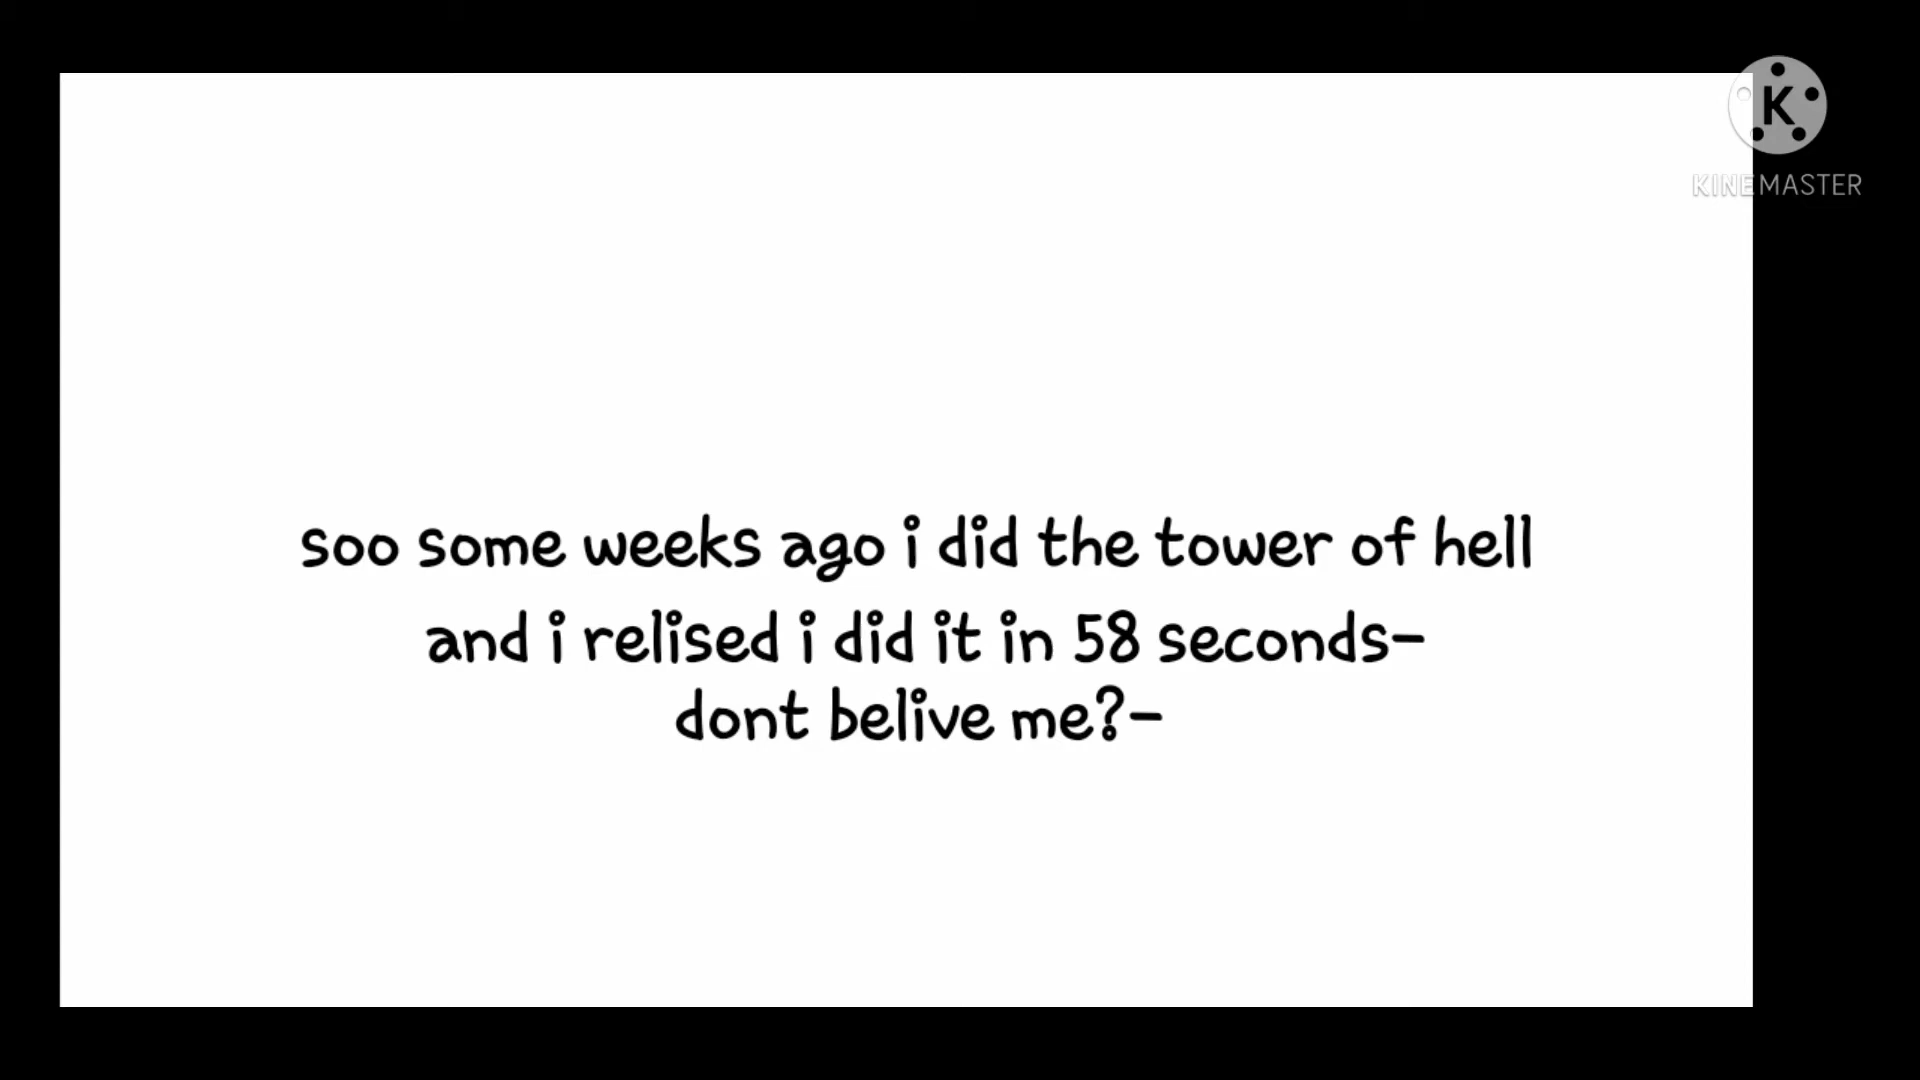 K
KINEMASTER
soo some weeks ago i did the tower of hell
and i relised i did it in 58 seconds-
dont belive me?-